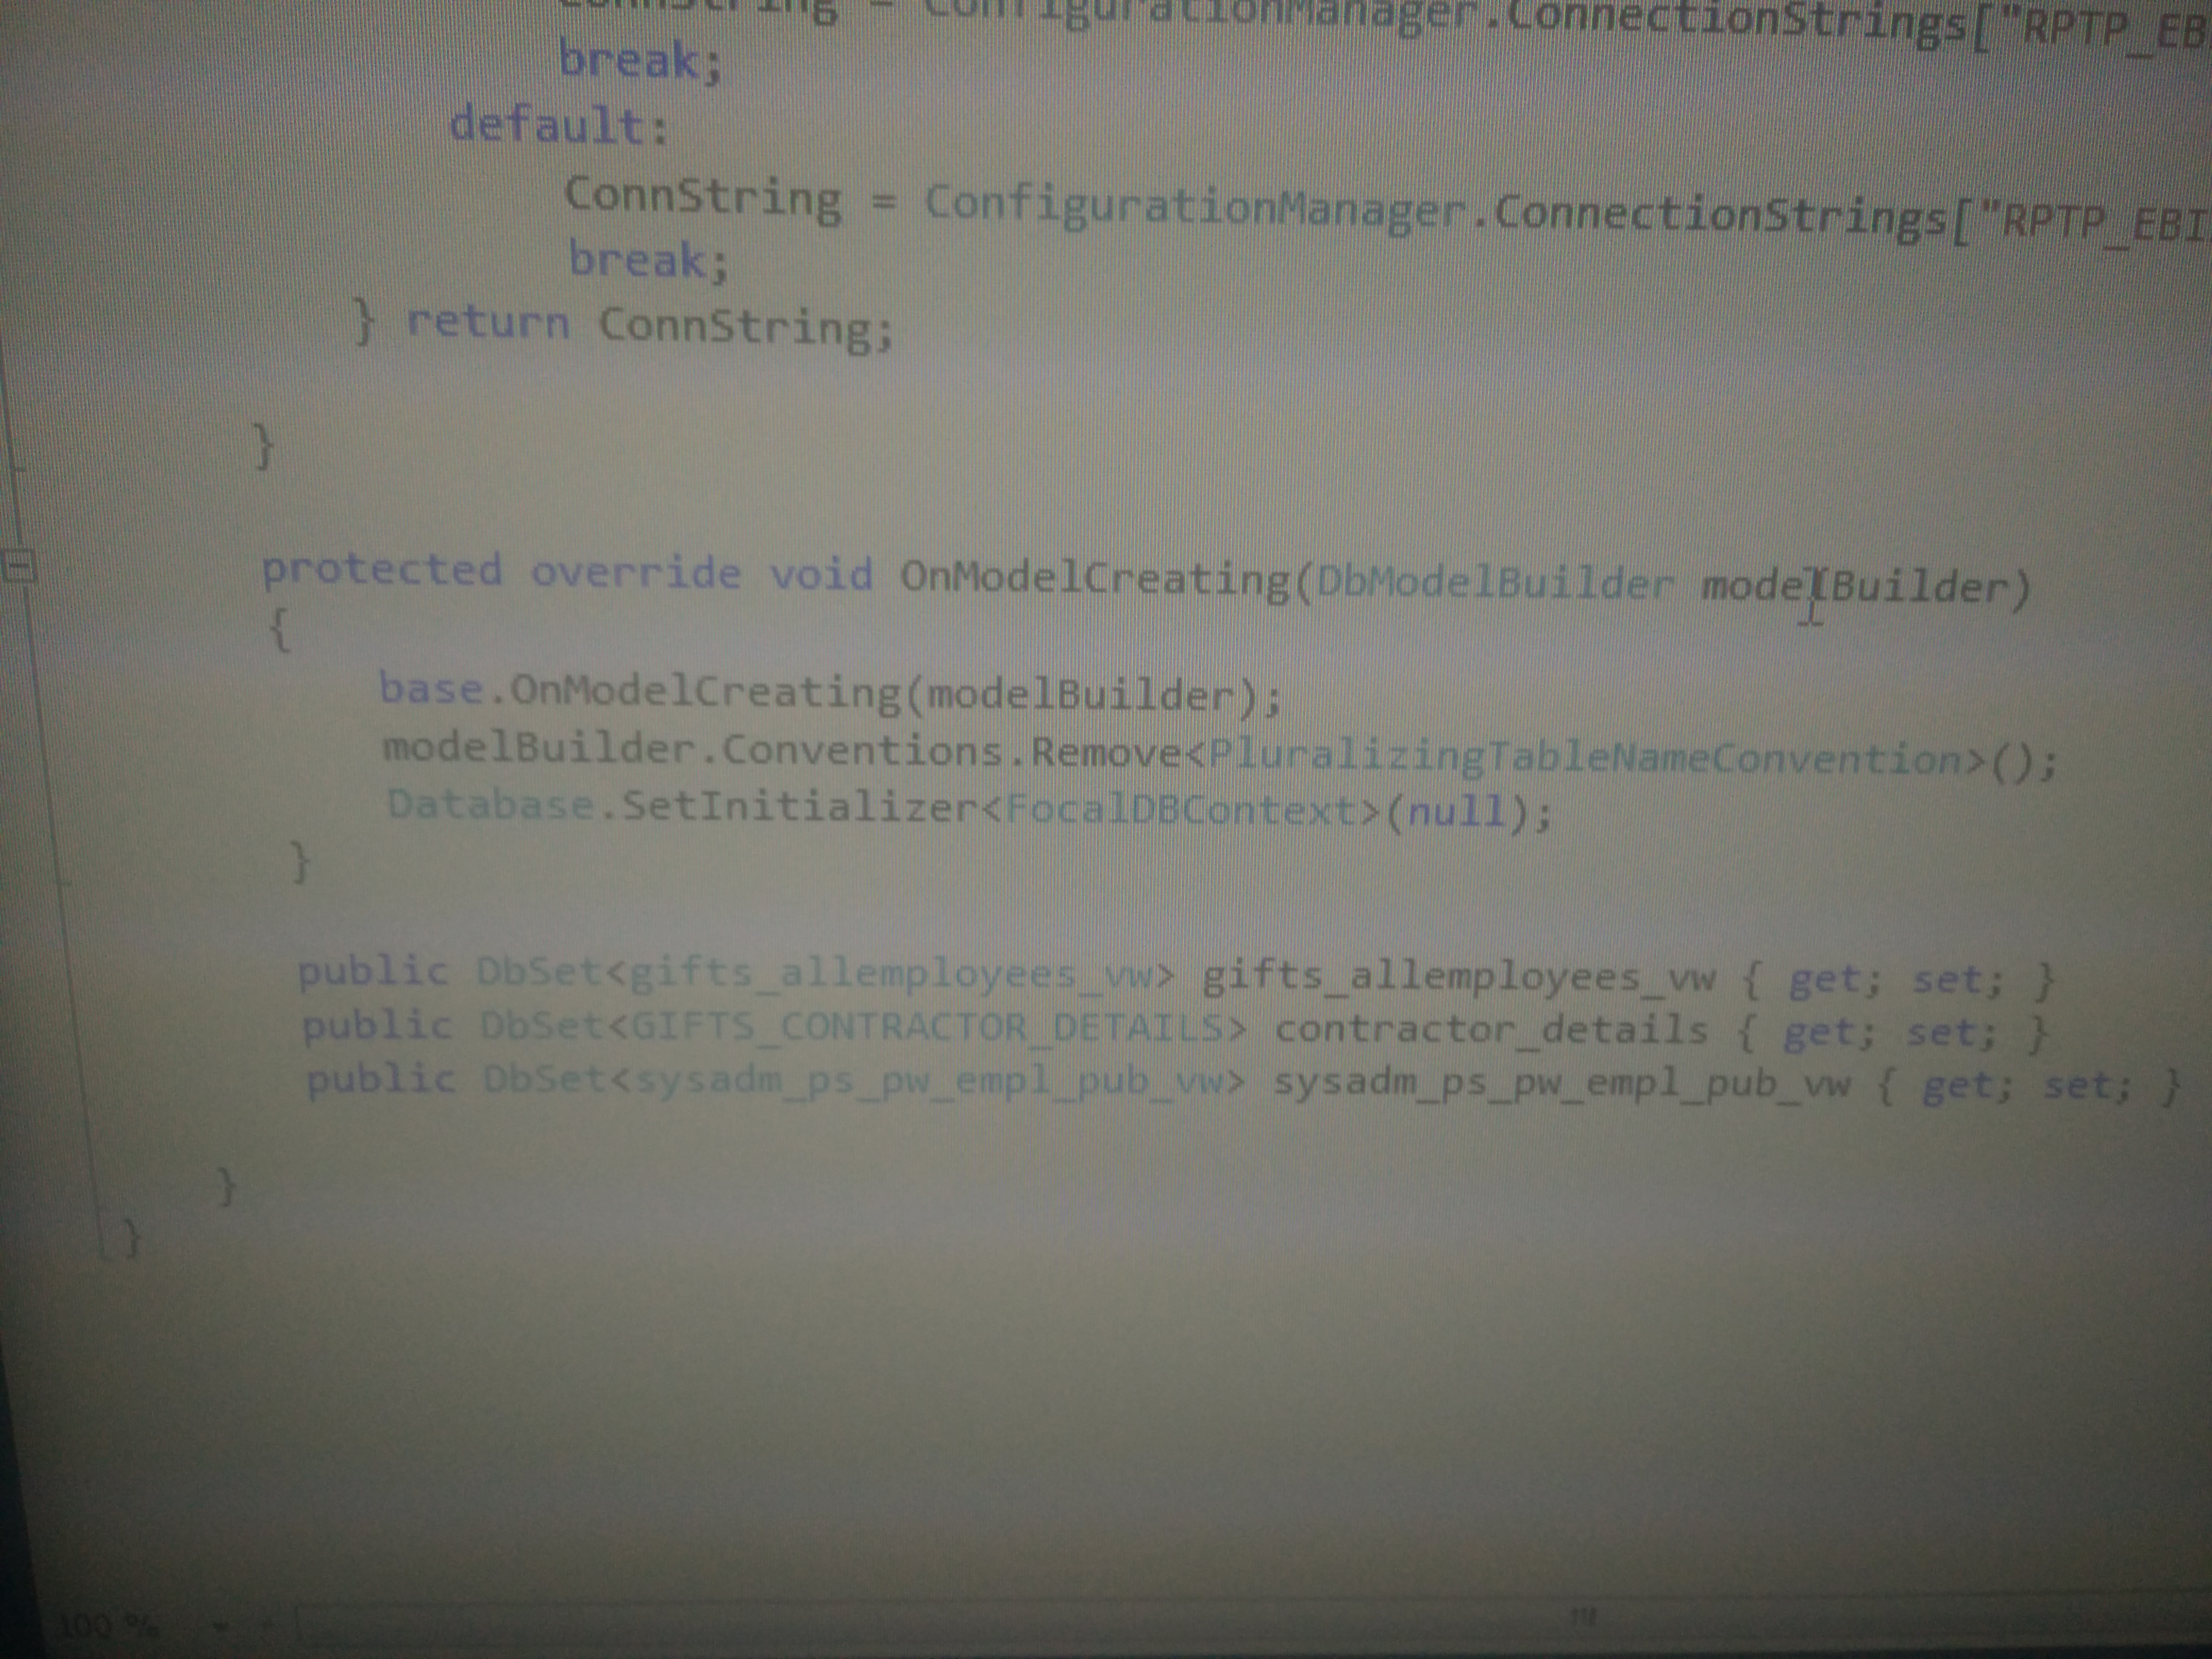 ConnString = ConfigurationManager.ConnectionStrings["RPTP_EB
break;
default:
ConnString = ConfigurationManager.ConnectionStrings["RPTP_EBI
break;
} return ConnString;
}
protected override void OnModelCreating(DbModelBuilder modelBuilder)
{
base.OnModelCreating(modelBuilder);
modelBuilder.Conventions.Remove<PluralizingTableNameConvention>();
Database.SetInitializer<FocalDBContext>(null);
}
public DbSet<gifts_allemployees_vw> gifts_allemployees_vw { get; set; }
public DbSet<GIFTS_CONTRACTOR_DETAILS> contractor_details { get; set; }
public DbSet<sysadm_ps_pw_empl_pub_vw> sysadm_ps_pw_empl_pub_vw { get; set; }
}
}
100 %